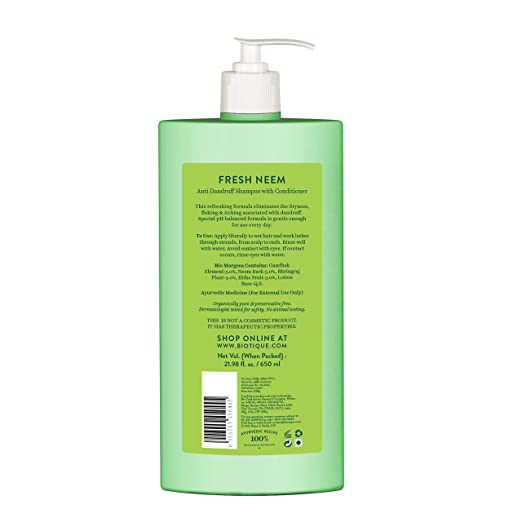 FRESH NEEM
Anti Dandruff Shampoo with Conditioner
This refreshing formula eliminates the dryness,
flaking & itching associated with dandruff.
Special pH balanced formula is gentle enough
for use every day.
To Use: Apply liberally to wet hair and work lather
through strands, from scalp to ends. Rinse well
with water. Avoid contact with eyes. If contact
occurs, rinse eyes with water.
Bio Margosa Contains: Gandhak
Element 3.0%, Neem Bark 5.0%, Bhringraj
Plant 4.0%, Ritha Fruit 7.0%, Lotion
Base Q.S.
Ayurvedic Medicine (For External Use Only)
Organically pure & preservative free.
Dermatologist tested for safety. No animal testing.
THIS IS NOT A COSMETIC PRODUCT.
IT HAS THERAPEUTIC PROPERTIES.
SHOP ONLINE AT
WWW.BIOTIQUE.COM
Net Vol. (When Packed) :
21.98 fl. oz. / 650 ml
AYURVEDIC RECIPE
100%